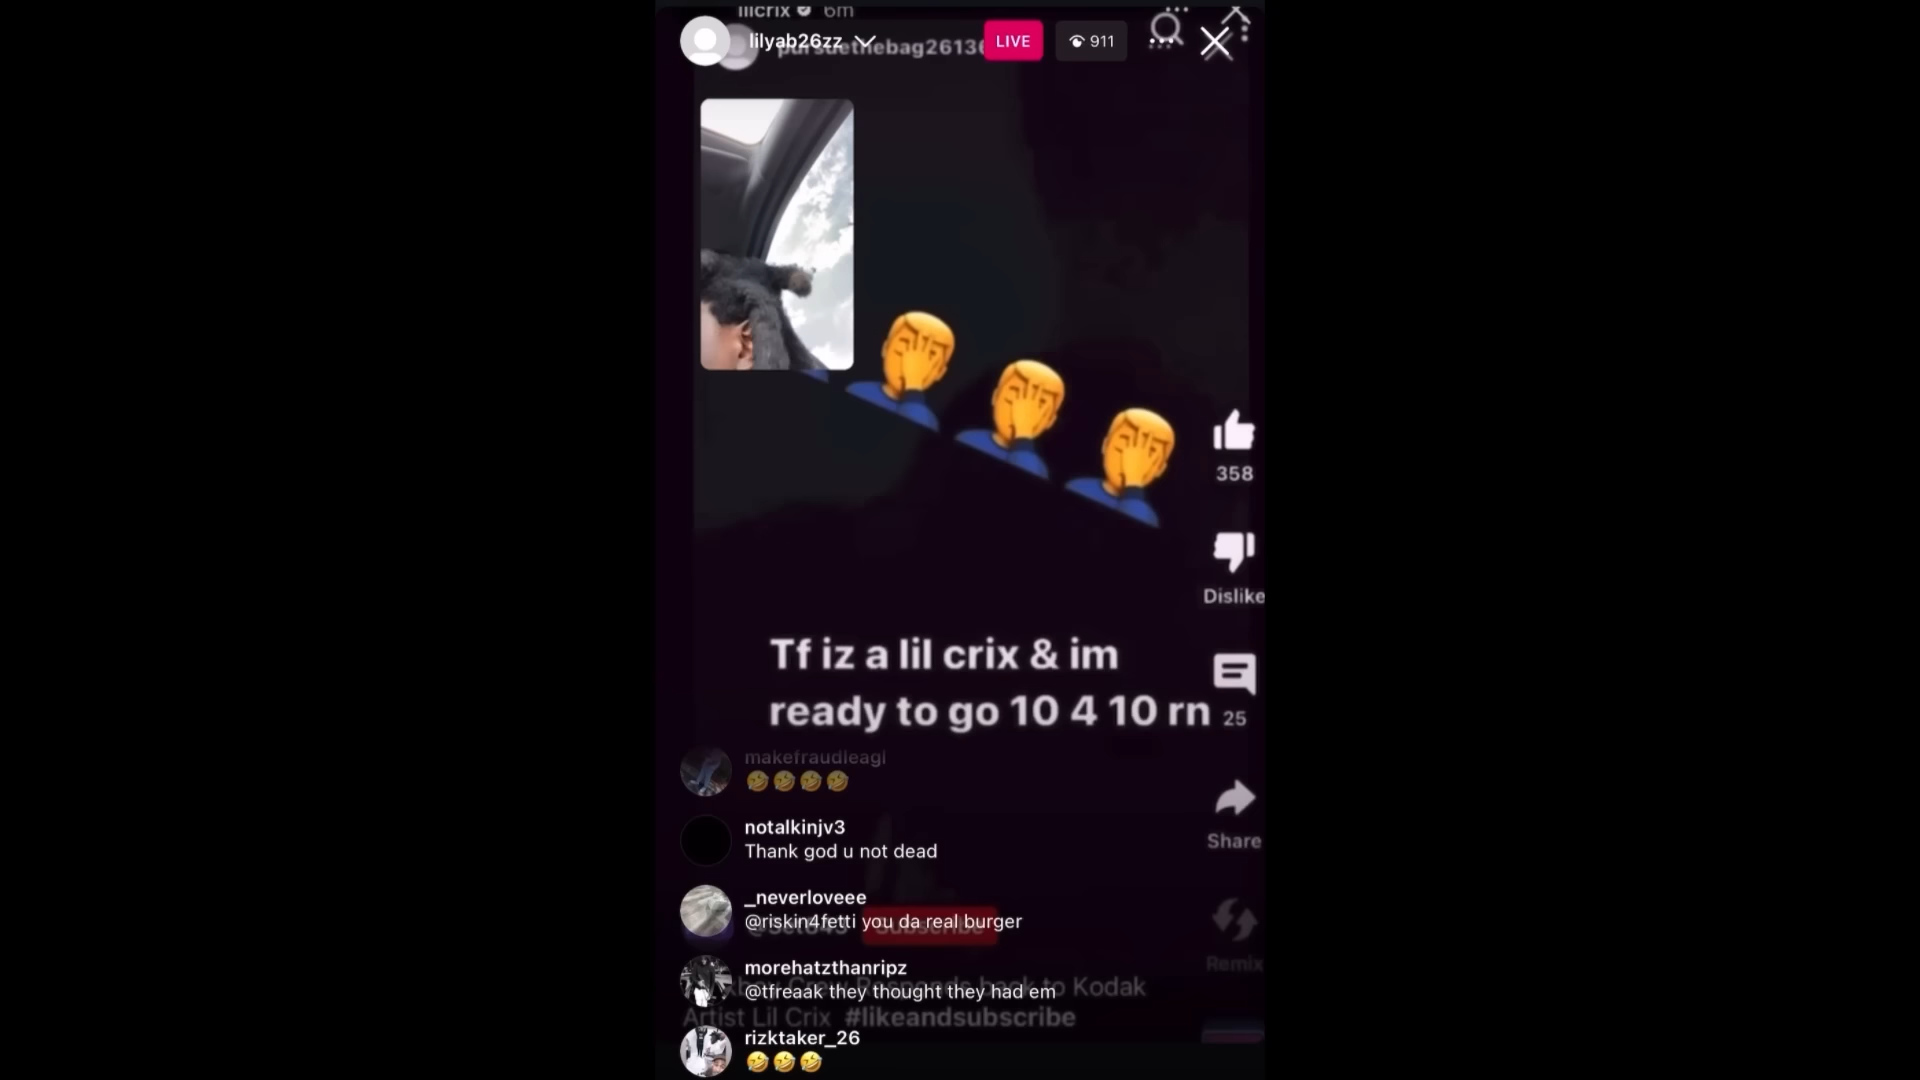 lilcrix 6m
lilyab26zz
LIVE
911
358
Dislike
Tf iz a lil crix & im
ready to go 10 4 10 rn
25
makefraudleagi
🤣🤣🤣🤣
Share
notalkinjv3
Thank god u not dead
_neverloveee
@riskin4fetti you da real burger
Subscribe
Remix
morehatzthanripz
@tfreaak they thought they had em
Responds back to Kodak
Artist Lil Crix #likeandsubscribe
rizktaker_26
🤣🤣🤣